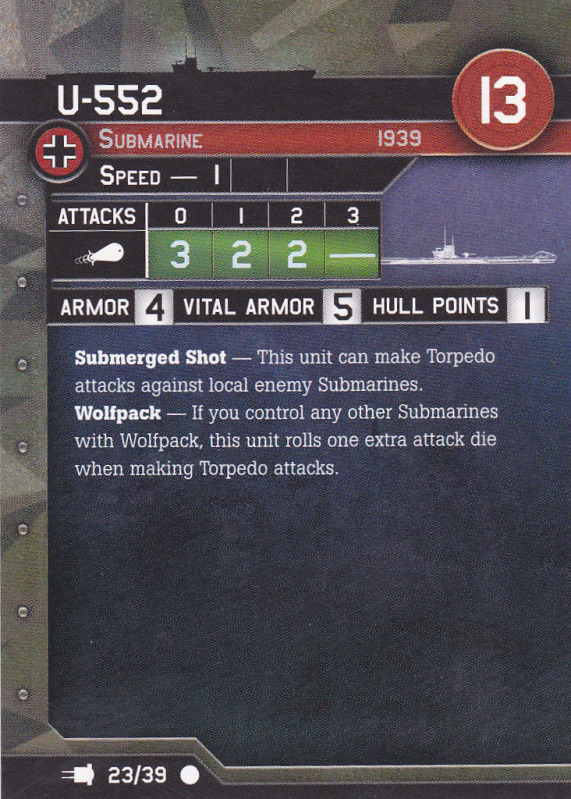 U-552
13
SUBMARINE 1939
SPEED — 1
ATTACKS 0 1 2 3
3 2 2 —
ARMOR 4 VITAL ARMOR 5 HULL POINTS 1
Submerged Shot — This unit can make Torpedo
attacks against local enemy Submarines.
Wolfpack — If you control any other Submarines
with Wolfpack, this unit rolls one extra attack die
when making Torpedo attacks.
23/39